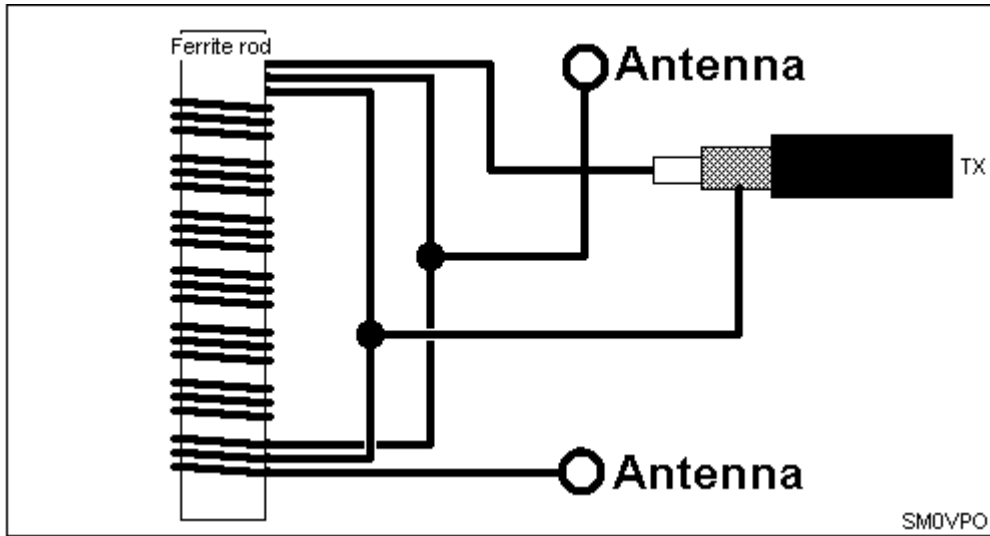 Ferrite rod
Antenna
TX
Antenna
SM0VPO